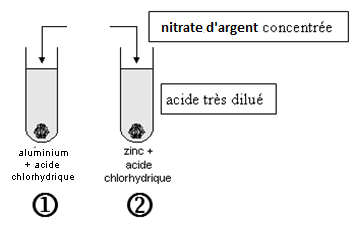 nitrate d'argent concentrée
acide très dilué
aluminium
+ acide
chlorhydrique
①
zinc +
acide
chlorhydrique
②